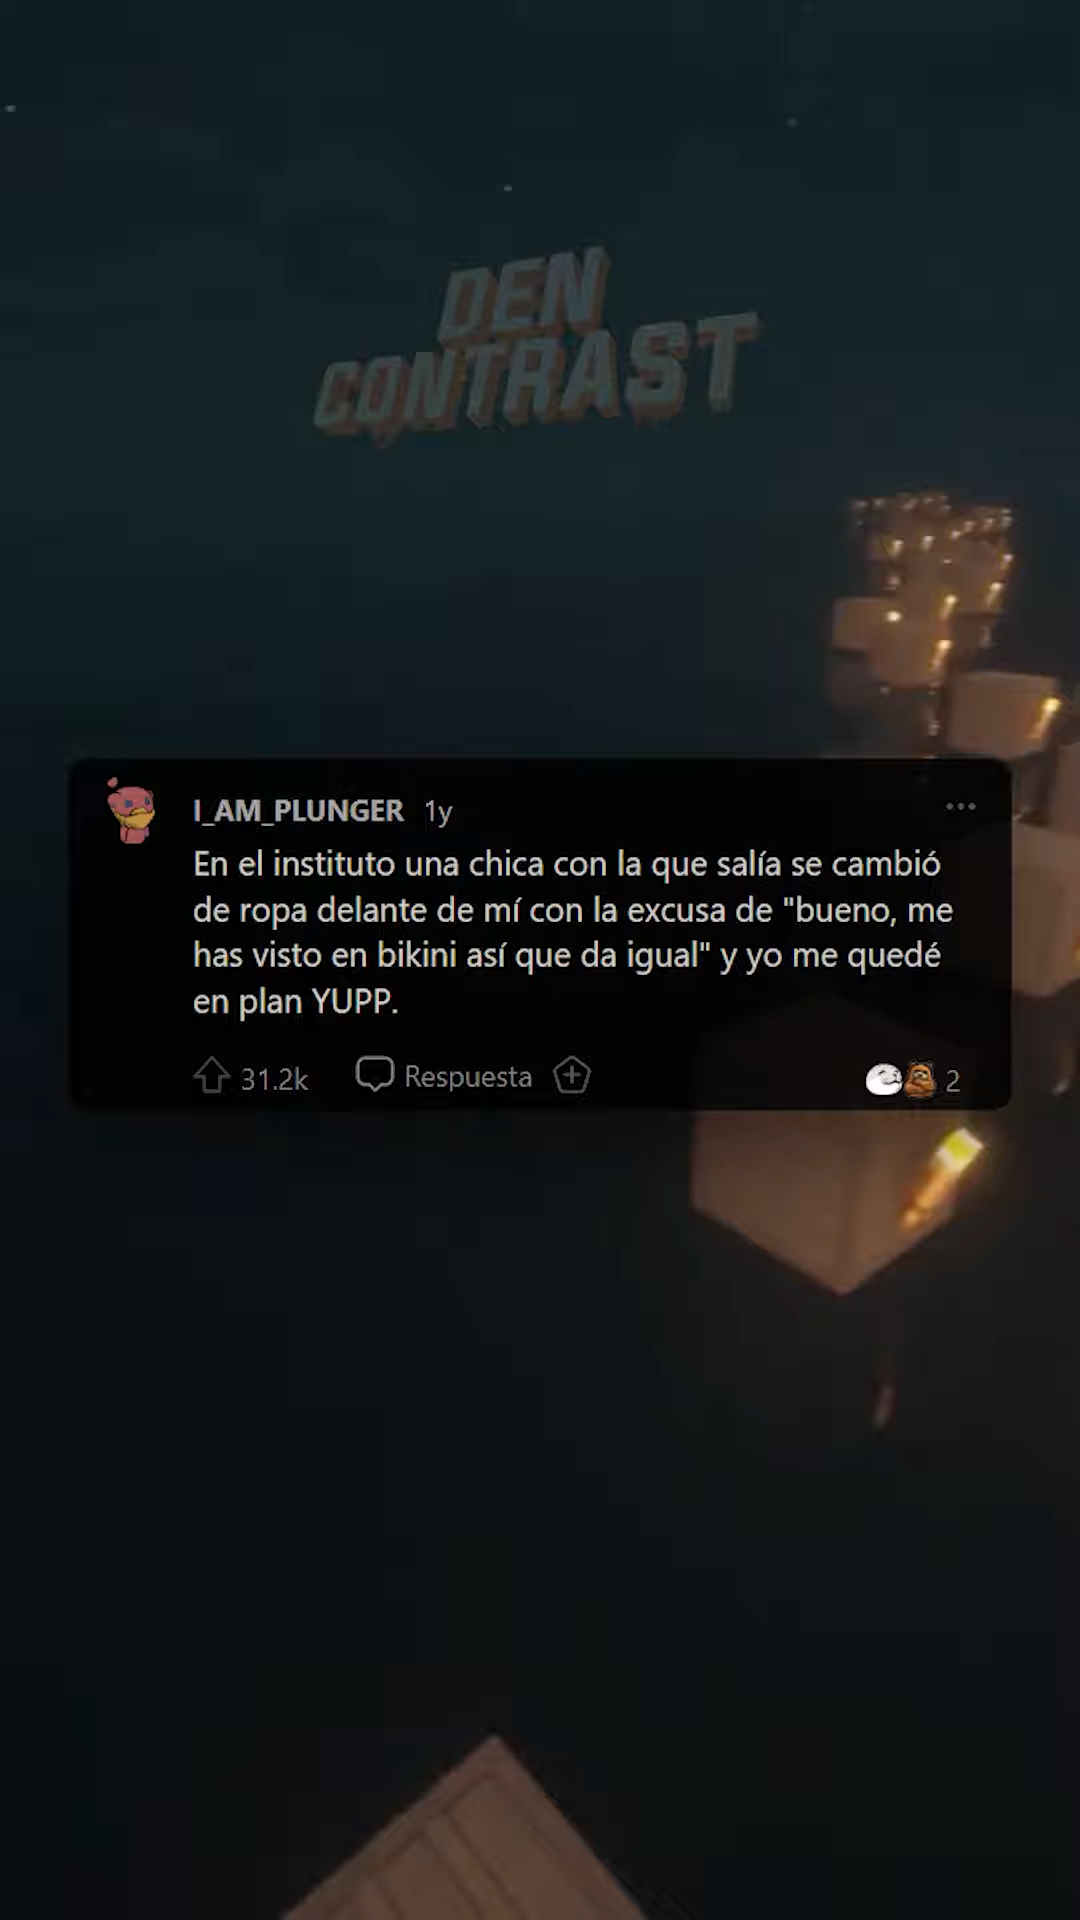 DEN
CONTRAST
I_AM_PLUNGER 1y
En el instituto una chica con la que salía se cambió
de ropa delante de mí con la excusa de "bueno, me
has visto en bikini así que da igual" y yo me quedé
en plan YUPP.
31.2k Respuesta 2